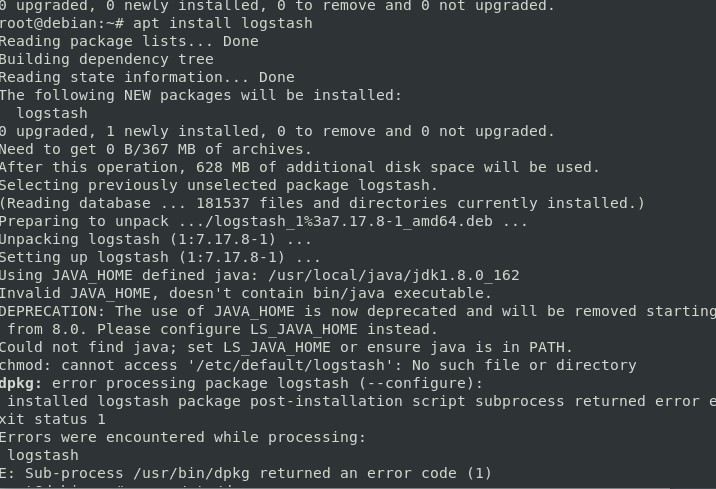 0 upgraded, 0 newly installed, 0 to remove and 0 not upgraded.
root@debian:~# apt install logstash
Reading package lists... Done
Building dependency tree
Reading state information... Done
The following NEW packages will be installed:
  logstash
0 upgraded, 1 newly installed, 0 to remove and 0 not upgraded.
Need to get 0 B/367 MB of archives.
After this operation, 628 MB of additional disk space will be used.
Selecting previously unselected package logstash.
(Reading database ... 181537 files and directories currently installed.)
Preparing to unpack .../logstash_1%3a7.17.8-1_amd64.deb ...
Unpacking logstash (1:7.17.8-1) ...
Setting up logstash (1:7.17.8-1) ...
Using JAVA_HOME defined java: /usr/local/java/jdk1.8.0_162
Invalid JAVA_HOME, doesn't contain bin/java executable.
DEPRECATION: The use of JAVA_HOME is now deprecated and will be removed starting
 from 8.0. Please configure LS_JAVA_HOME instead.
Could not find java; set LS_JAVA_HOME or ensure java is in PATH.
chmod: cannot access '/etc/default/logstash': No such file or directory
dpkg: error processing package logstash (--configure):
 installed logstash package post-installation script subprocess returned error e
xit status 1
Errors were encountered while processing:
 logstash
E: Sub-process /usr/bin/dpkg returned an error code (1)